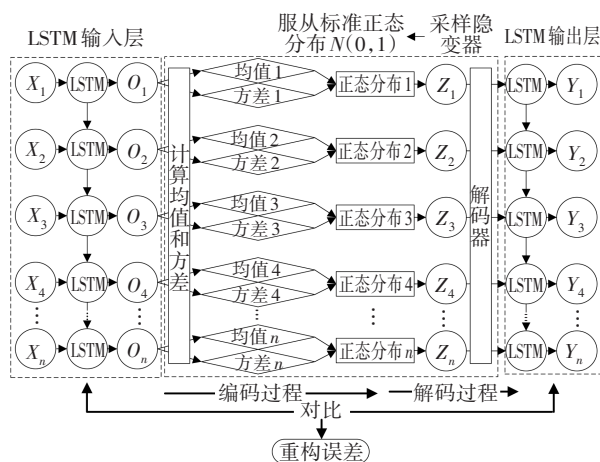 服从标准正态
分布N(0,1)
采样隐
变器
LSTM输入层
LSTM输出层
X1 LSTM O1 均值1 方差1 正态分布1 Z1 LSTM Y1
X2 LSTM O2 均值2 方差2 正态分布2 Z2 LSTM Y2
X3 LSTM O3 均值3 方差3 正态分布3 Z3 LSTM Y3
X4 LSTM O4 均值4 方差4 正态分布4 Z4 LSTM Y4
Xn LSTM On 均值n 方差n 正态分布n Zn LSTM Yn
计算均值和方差
解码器
编码过程
解码过程
对比
重构误差